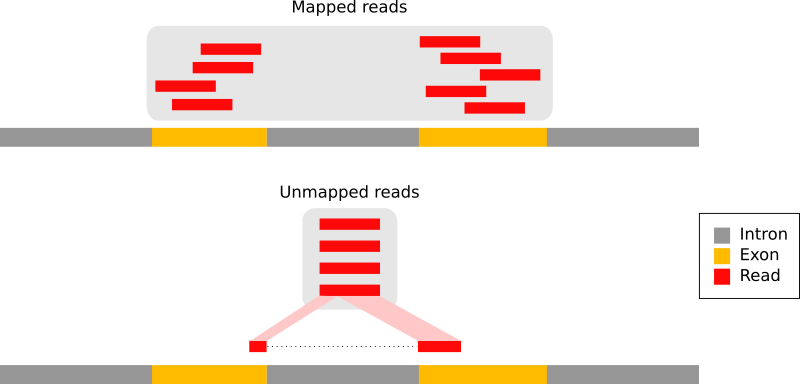 Mapped reads
Unmapped reads
Intron
Exon
Read